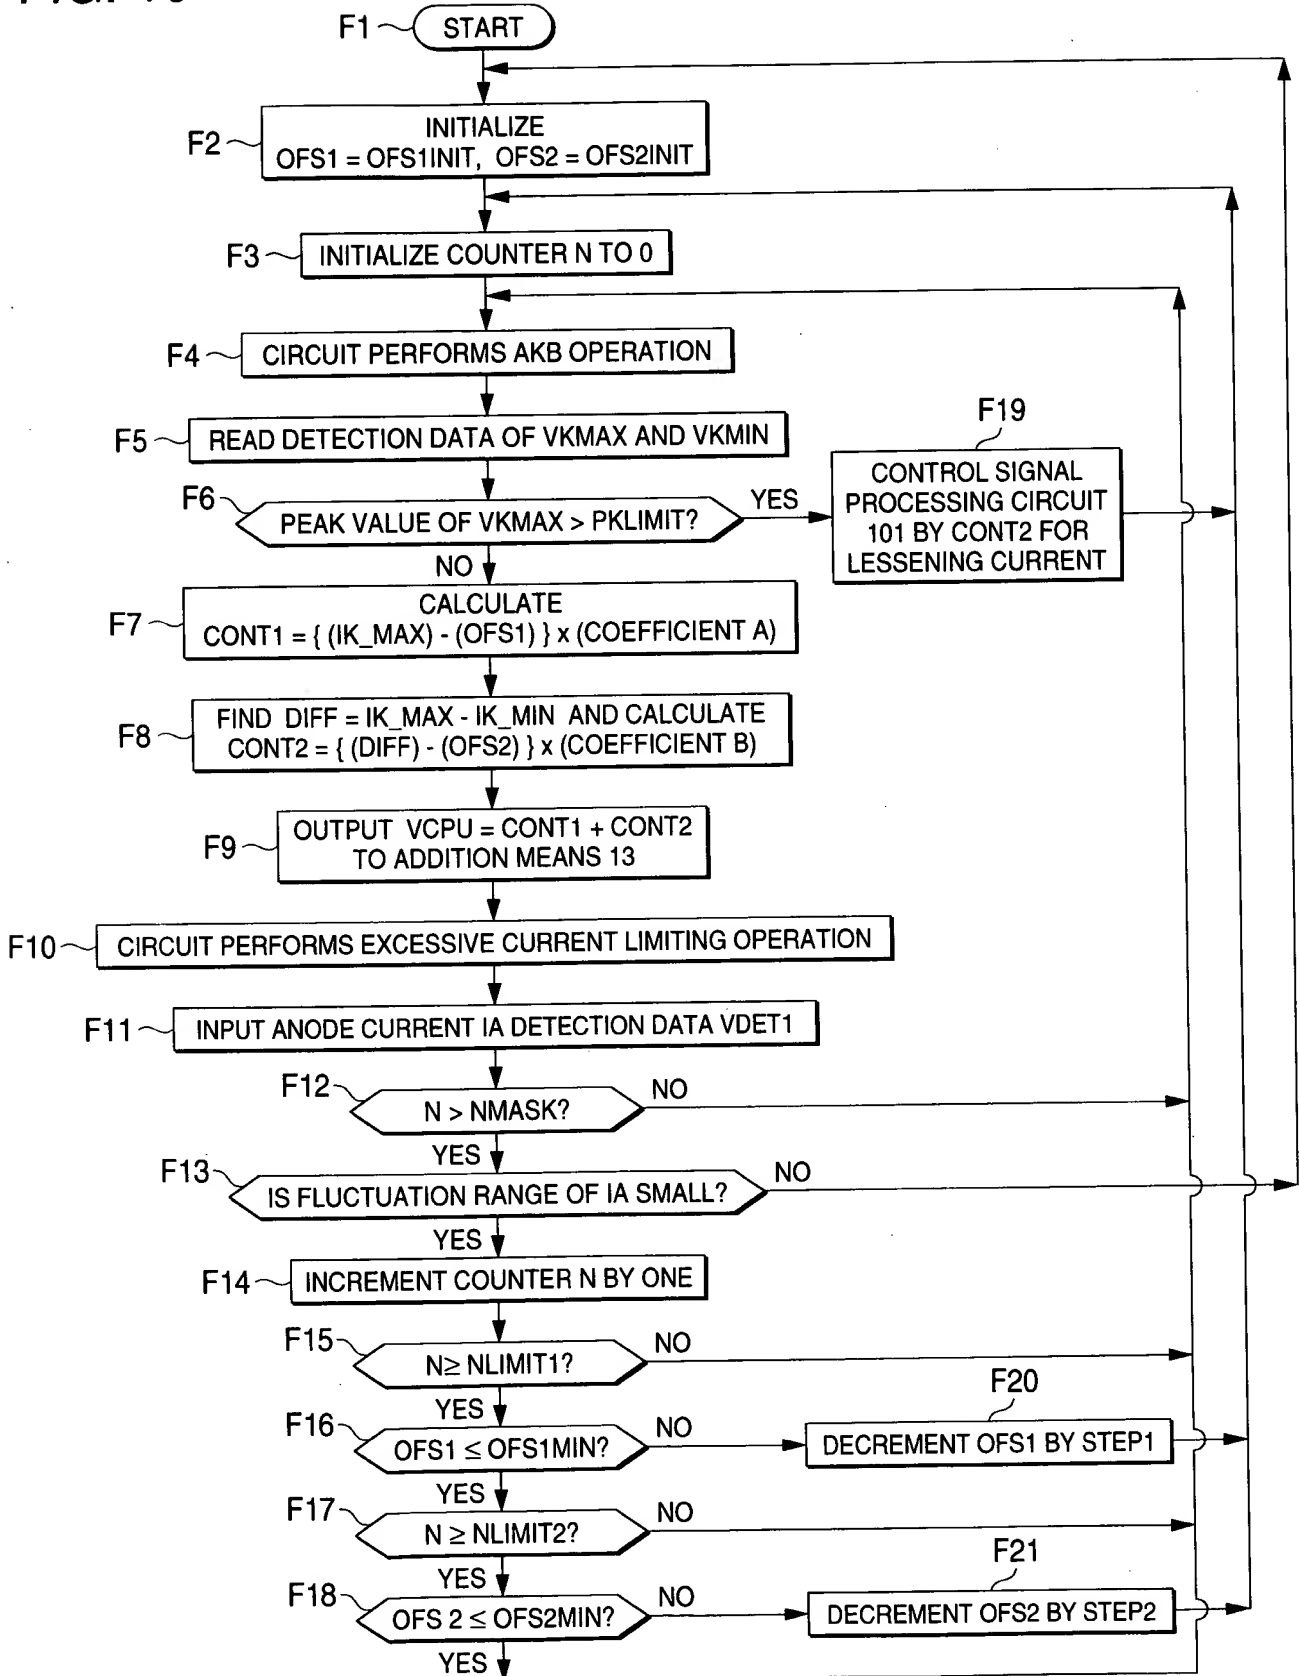 F1
START
F2
INITIALIZE
OFS1 = OFS1INIT, OFS2 = OFS2INIT
F3
INITIALIZE COUNTER N TO 0
F4
CIRCUIT PERFORMS AKB OPERATION
F5
READ DETECTION DATA OF VKMAX AND VKMIN
F6
PEAK VALUE OF VKMAX > PKLIMIT?
YES
NO
F19
CONTROL SIGNAL
PROCESSING CIRCUIT
101 BY CONT2 FOR
LESSENING CURRENT
F7
CALCULATE
CONT1 = { (IK_MAX) - (OFS1) } x (COEFFICIENT A)
F8
FIND DIFF = IK_MAX - IK_MIN AND CALCULATE
CONT2 = { (DIFF) - (OFS2) } x (COEFFICIENT B)
F9
OUTPUT VCPU = CONT1 + CONT2
TO ADDITION MEANS 13
F10
CIRCUIT PERFORMS EXCESSIVE CURRENT LIMITING OPERATION
F11
INPUT ANODE CURRENT IA DETECTION DATA VDET1
F12
N > NMASK?
NO
YES
F13
IS FLUCTUATION RANGE OF IA SMALL?
NO
YES
F14
INCREMENT COUNTER N BY ONE
F15
N ≥ NLIMIT1?
NO
YES
F16
OFS1 ≤ OFS1MIN?
NO
F20
DECREMENT OFS1 BY STEP1
YES
F17
N ≥ NLIMIT2?
NO
YES
F18
OFS 2 ≤ OFS2MIN?
NO
F21
DECREMENT OFS2 BY STEP2
YES